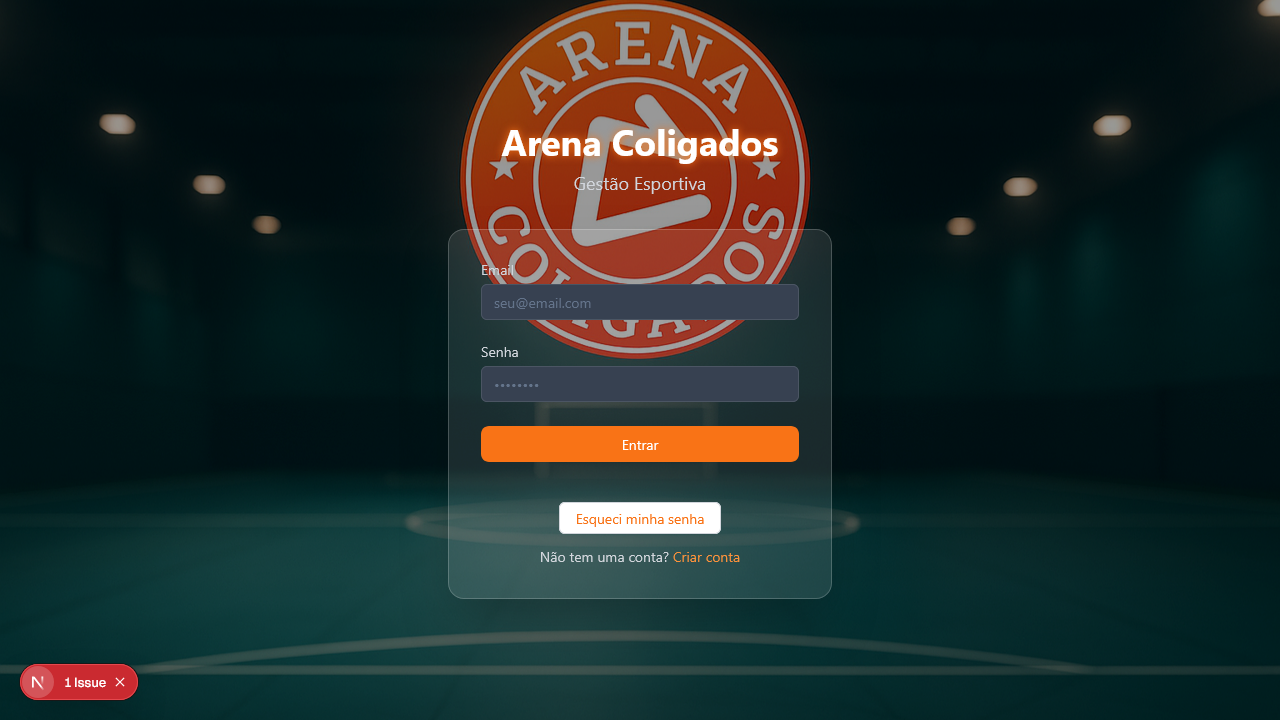 ARENA
Arena Coligados
Gestão Esportiva
COLIGADOS
Email
seu@email.com
Senha
Entrar
Esqueci minha senha
Não tem uma conta? Criar conta
N
1 Issue